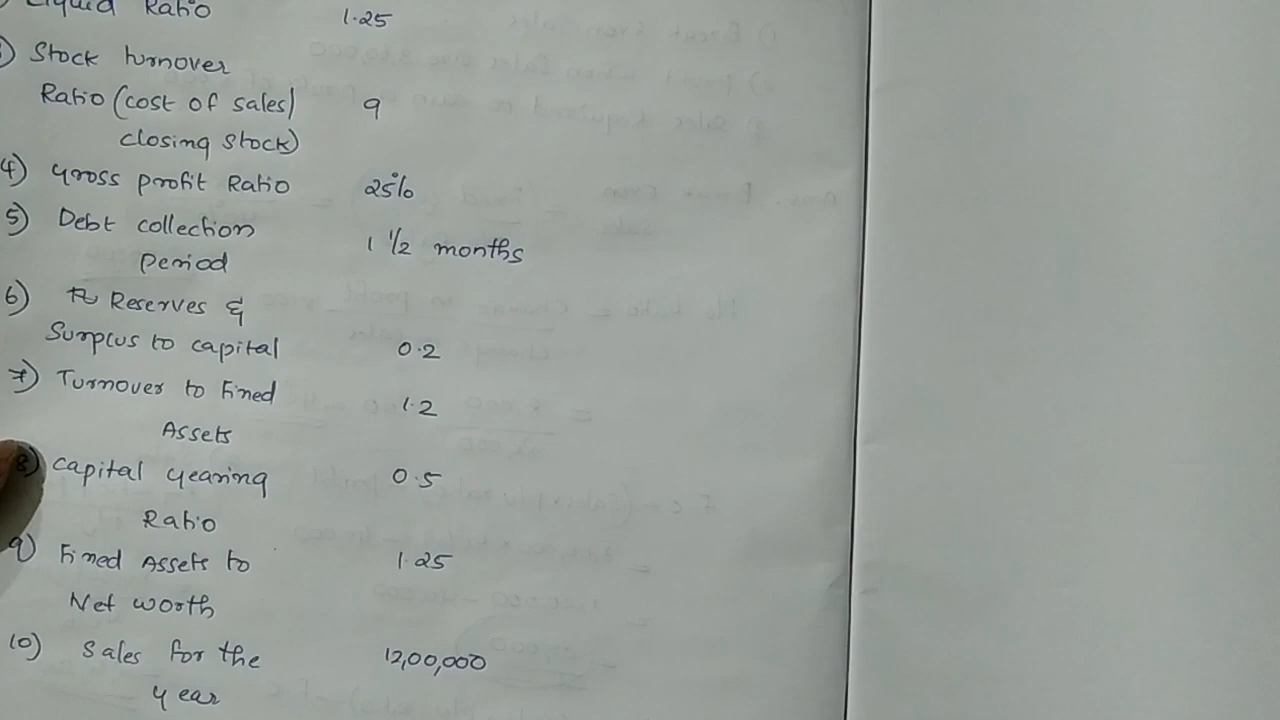 Liquid Ratio 1.25
) Stock turnover
Ratio (cost of sales) 9
closing stock)
4) Gross profit Ratio 25%
5) Debt collection
period 1 1/2 months
6) Reserves &
Surplus to capital 0.2
7) Turnover to Fixed 1.2
Assets
8) capital gearing 0.5
Ratio
9) Fixed Assets to 1.25
Net worth
10) Sales for the 12,00,000
year